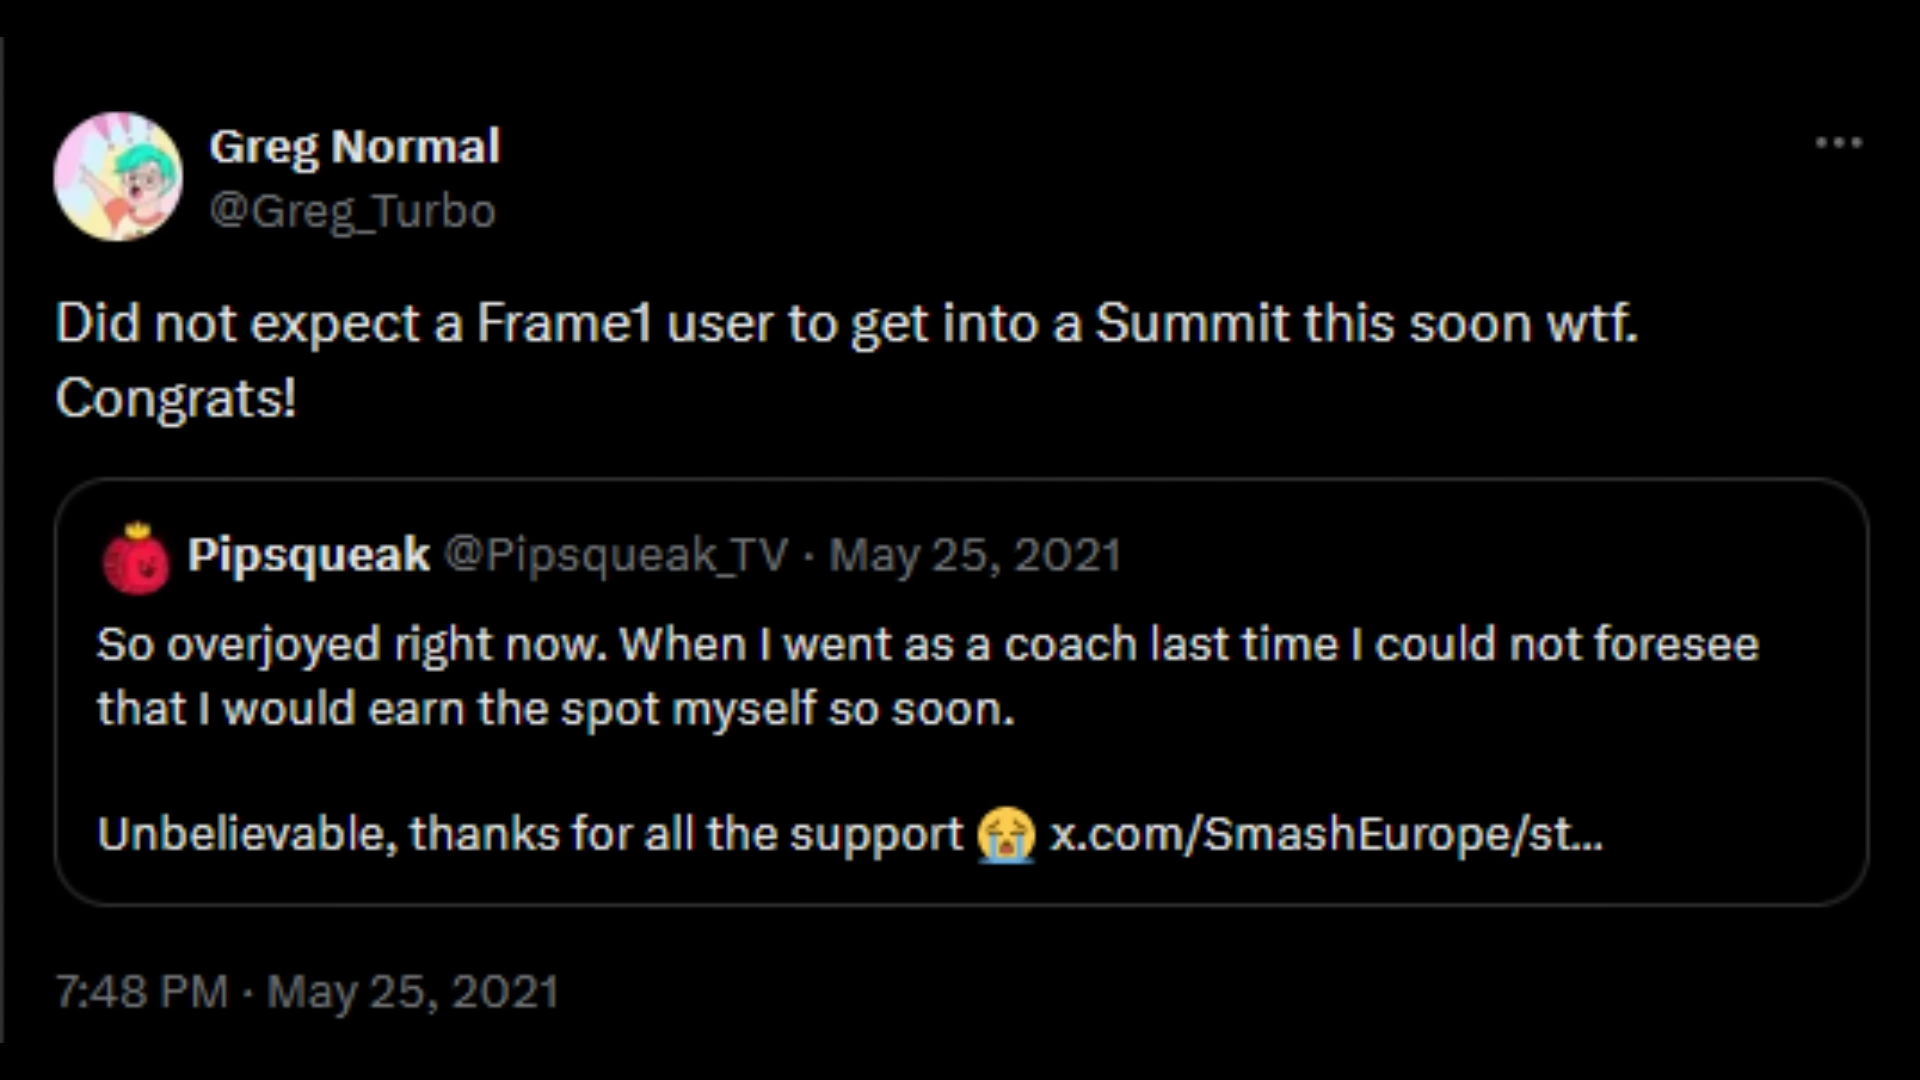 Greg Normal
@Greg_Turbo
Did not expect a Frame1 user to get into a Summit this soon wtf.
Congrats!
Pipsqueak @Pipsqueak_TV · May 25, 2021
So overjoyed right now. When I went as a coach last time I could not foresee
that I would earn the spot myself so soon.
Unbelievable, thanks for all the support 😭 x.com/SmashEurope/st...
7:48 PM · May 25, 2021